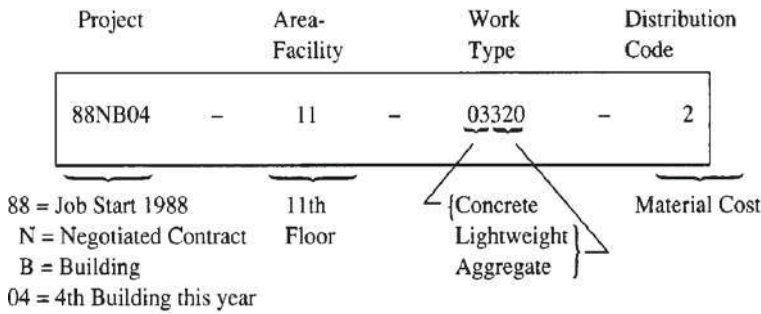 Project Area- Work Distribution
Facility Type Code
88NB04 – 11 – 03320 – 2
88 = Job Start 1988 11th {Concrete Material Cost
N = Negotiated Contract Floor Lightweight}
B = Building Aggregate
04 = 4th Building this year